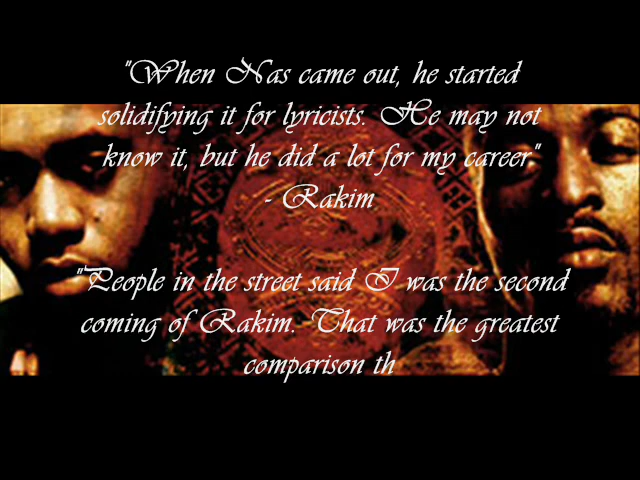 "When Nas came out, he started
solidifying it for lyricists. He may not
know it, but he did a lot for my career"
- Rakim
"People in the street said I was the second
coming of Rakim. That was the greatest
comparison th